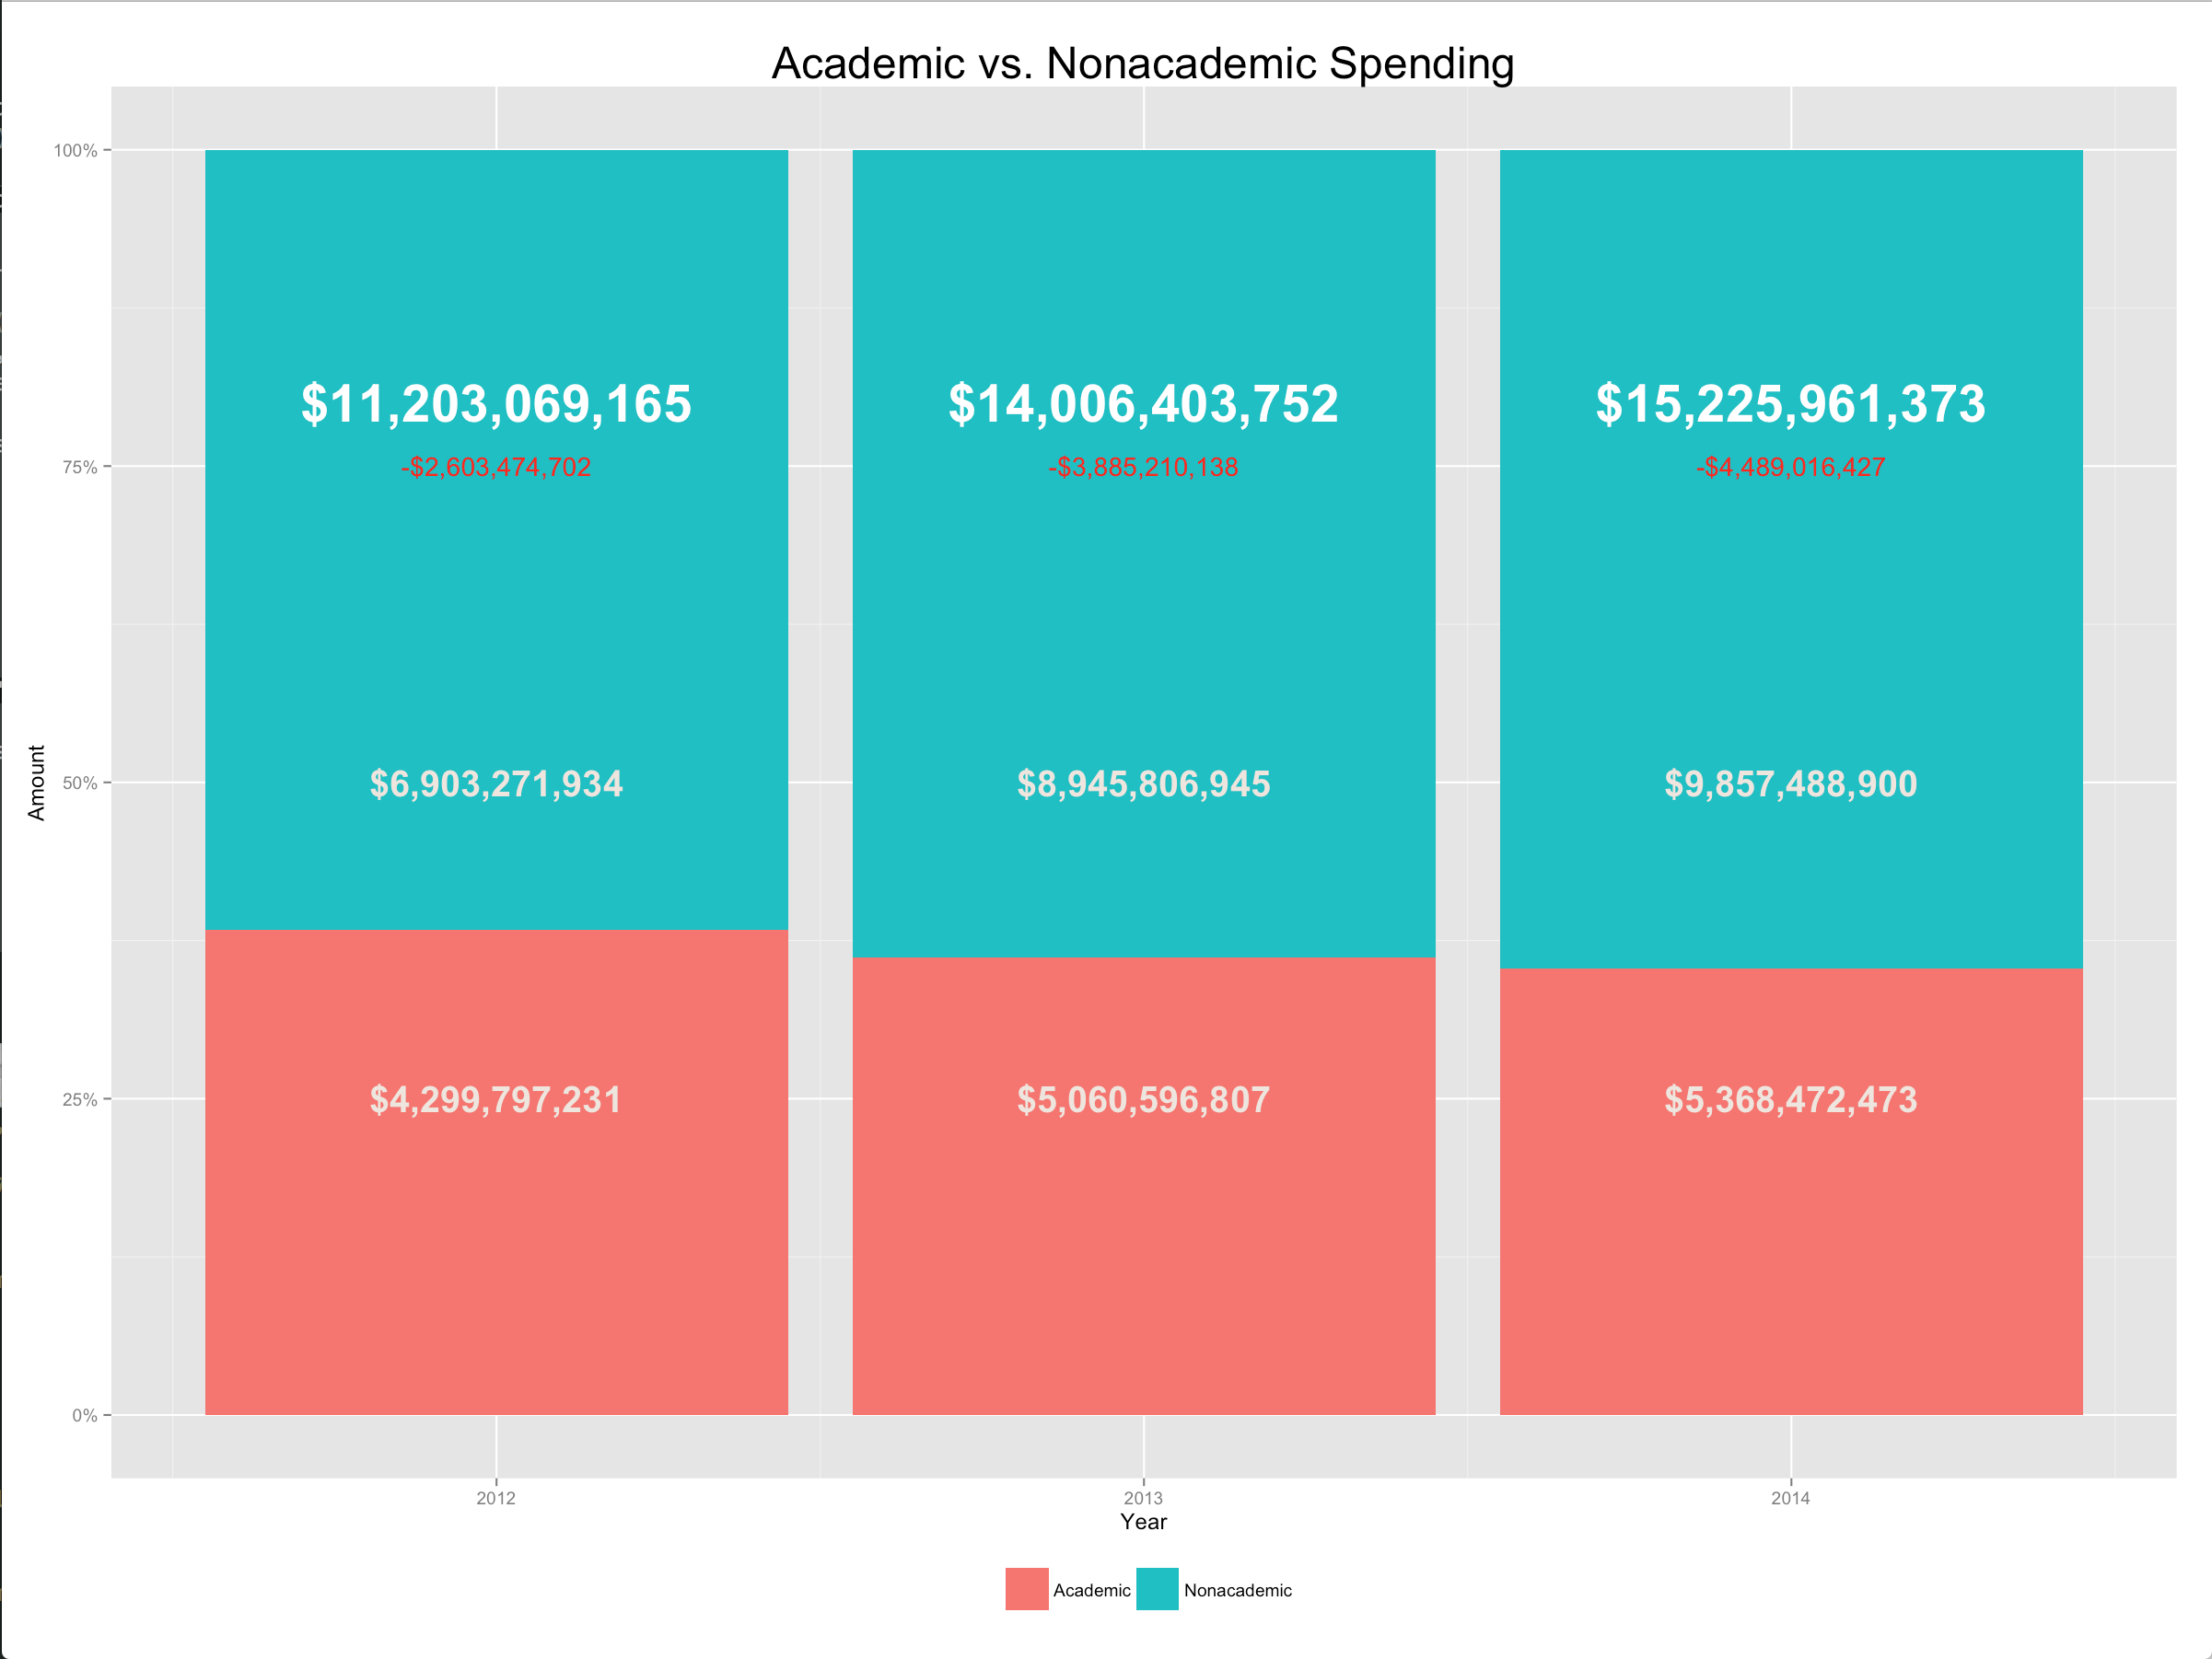 Academic vs. Nonacademic Spending
100%
$11,203,069,165 $14,006,403,752 $15,225,961,373
75% -$2,603,474,702 -$3,885,210,138 -$4,489,016,427
Amount
50% $6,903,271,934 $8,945,806,945 $9,857,488,900
25% $4,299,797,231 $5,060,596,807 $5,368,472,473
0%
2012 2013 2014
Year
Academic Nonacademic